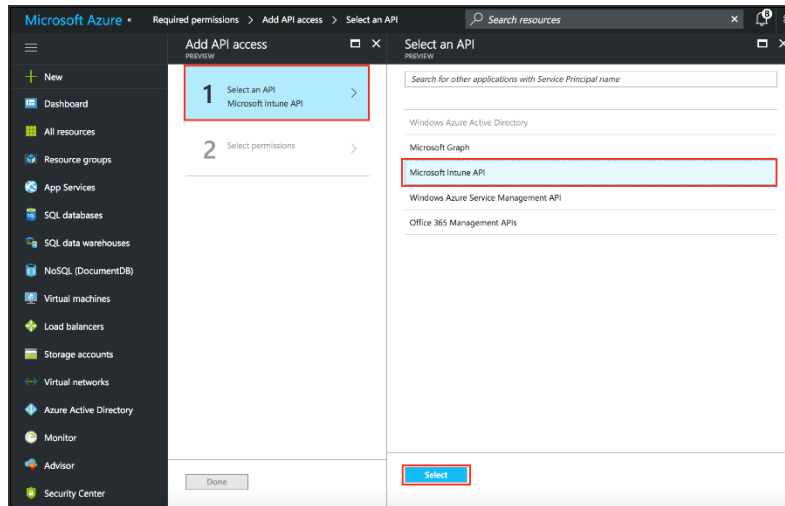 Microsoft Azure
Required permissions > Add API access > Select an API
Search resources
8
Add API access
PREVIEW
1
Select an API
Microsoft Intune API
2
Select permissions
Done
Select an API
PREVIEW
Search for other applications with Service Principal name
Windows Azure Active Directory
Microsoft Graph
Microsoft Intune API
Windows Azure Service Management API
Office 365 Management APIs
Select
New
Dashboard
All resources
Resource groups
App Services
SQL databases
SQL data warehouses
NoSQL (DocumentDB)
Virtual machines
Load balancers
Storage accounts
Virtual networks
Azure Active Directory
Monitor
Advisor
Security Center